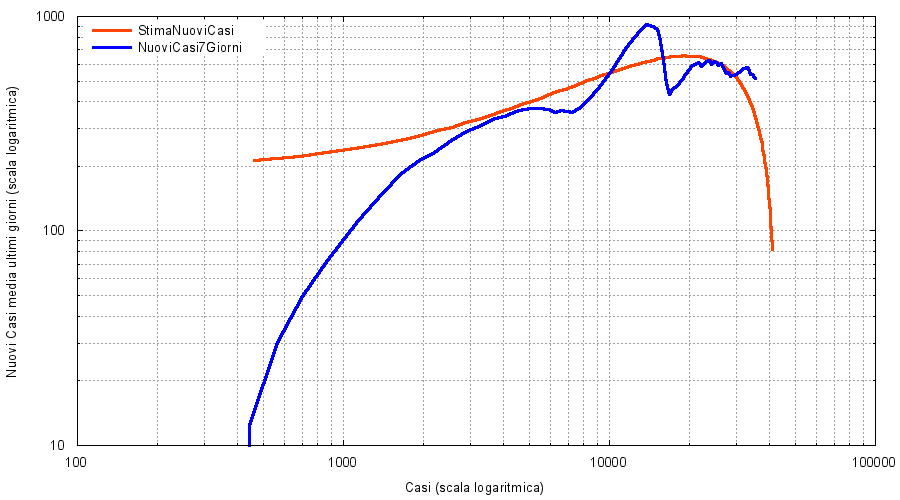 1000
StimaNuoviCasi
NuoviCasi7Giorni
Nuovi Casi media ultimi giorni (scala logaritmica)
100
10
100
1000
10000
100000
Casi (scala logaritmica)